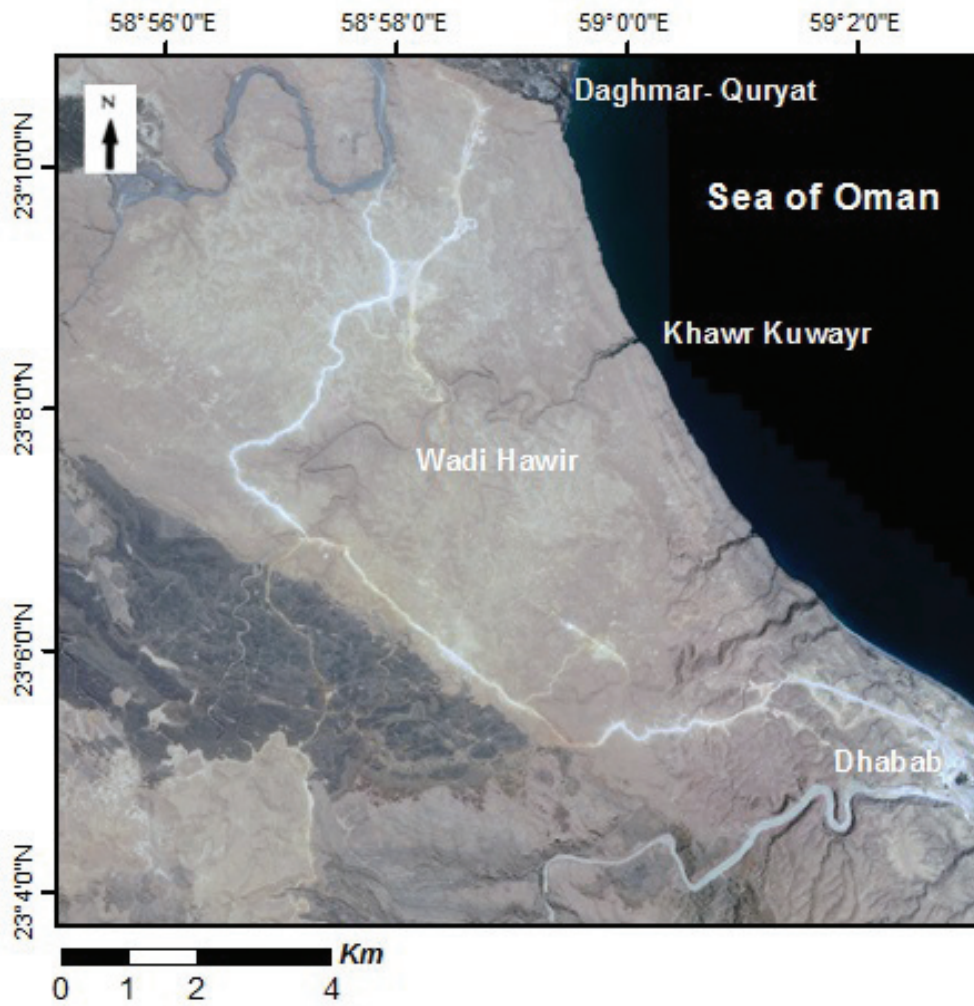 58°56'0"E 58°58'0"E 59°0'0"E 59°2'0"E
N
Daghmar- Quryat
23°10'0"N
Sea of Oman
Khawr Kuwayr
23°8'0"N
Wadi Hawir
23°6'0"N
Dhabab
23°4'0"N
Km
0 1 2 4